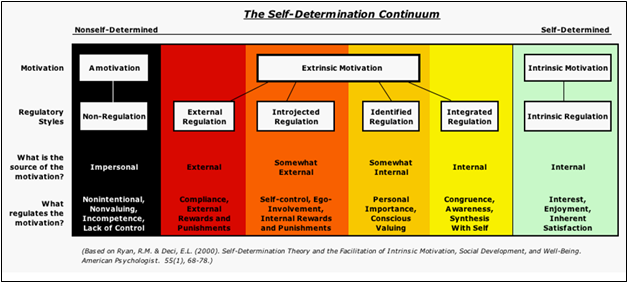 The Self-Determination Continuum
Nonself-Determined
Self-Determined
Motivation
Amotivation
Extrinsic Motivation
Intrinsic Motivation
Regulatory
Styles
Non-Regulation
External
Regulation
Introjected
Regulation
Identified
Regulation
Integrated
Regulation
Intrinsic Regulation
What is the
source of the
motivation?
Impersonal
External
Somewhat
External
Somewhat
Internal
Internal
Internal
What
regulates the
motivation?
Nonintentional,
Nonvaluing,
Incompetence,
Lack of Control
Compliance,
External
Rewards and
Punishments
Self-control, Ego-
Involvement,
Internal Rewards
and Punishments
Personal
Importance,
Conscious
Valuing
Congruence,
Awareness,
Synthesis
With Self
Interest,
Enjoyment,
Inherent
Satisfaction
(Based on Ryan, R.M. & Deci, E.L. (2000). Self-Determination Theory and the Facilitation of Intrinsic Motivation, Social Development, and Well-Being.
American Psychologist. 55(1), 68-78.)